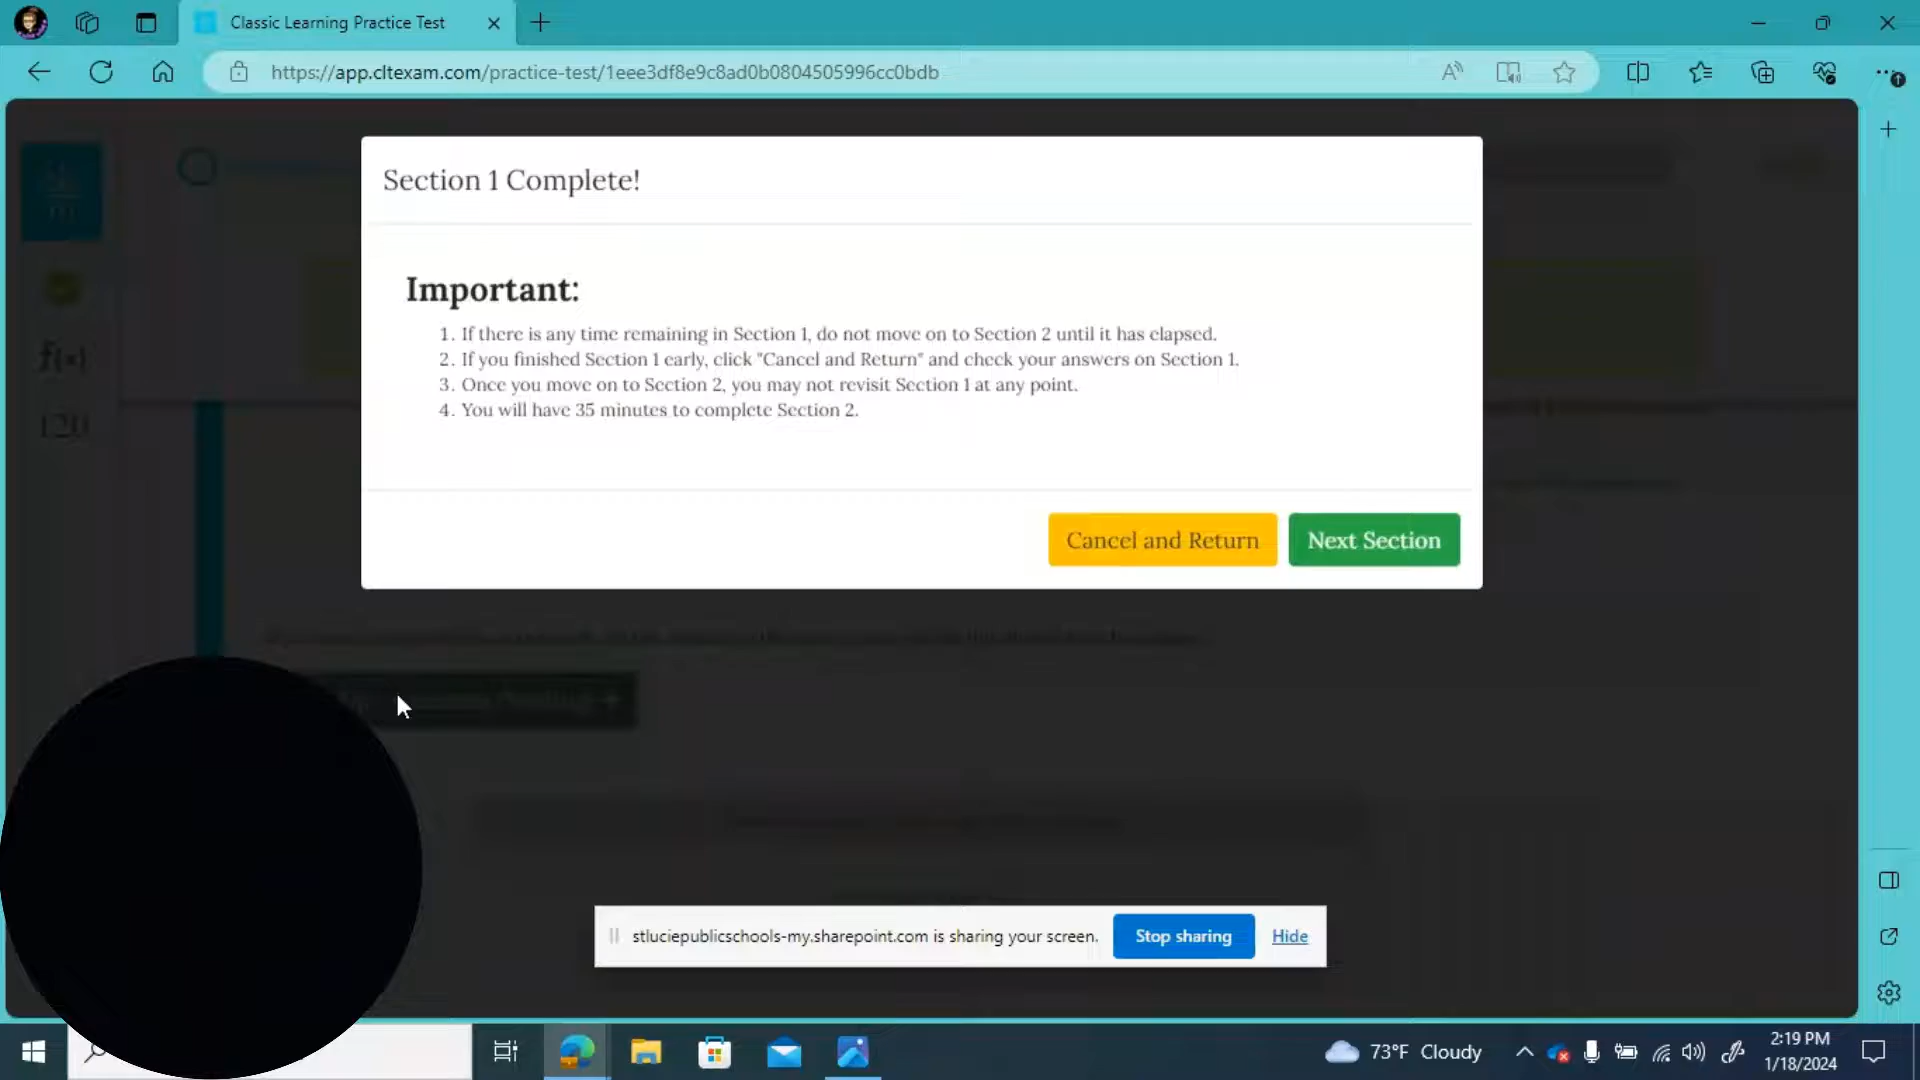 Classic Learning Practice Test
https://app.cltexam.com/practice-test/1eee3df8e9c8ad0b0804505996cc0bdb
Section 1 Complete!
Important:
1. If there is any time remaining in Section 1, do not move on to Section 2 until it has elapsed.
2. If you finished Section 1 early, click "Cancel and Return" and check your answers on Section 1.
3. Once you move on to Section 2, you may not revisit Section 1 at any point.
4. You will have 35 minutes to complete Section 2.
Cancel and Return
Next Section
f(x)
120
stluciepublicschools-my.sharepoint.com is sharing your screen.
Stop sharing
Hide
73°F Cloudy
2:19 PM
1/18/2024